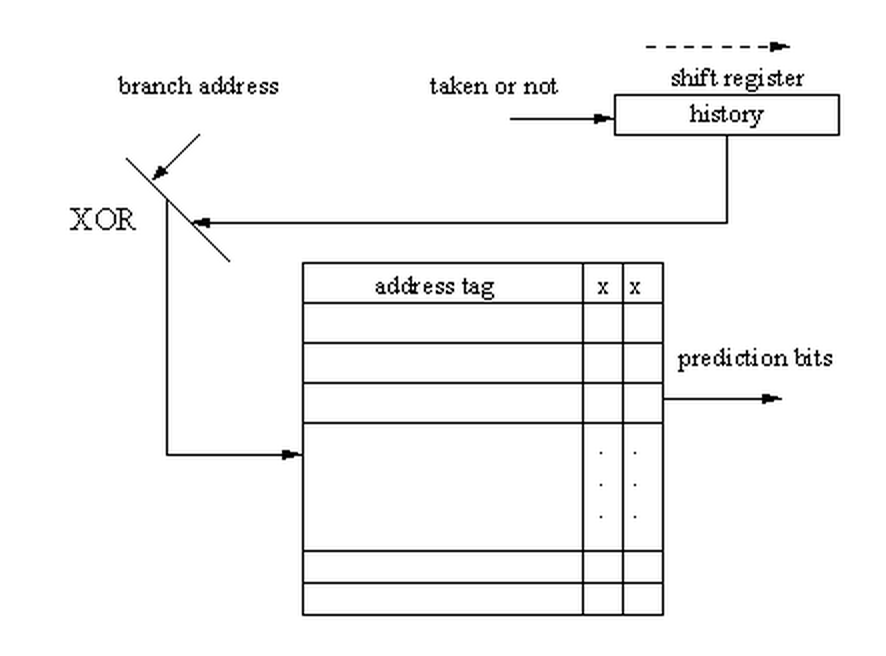 branch address
taken or not
shift register
history
XOR
address tag
x
x
prediction bits